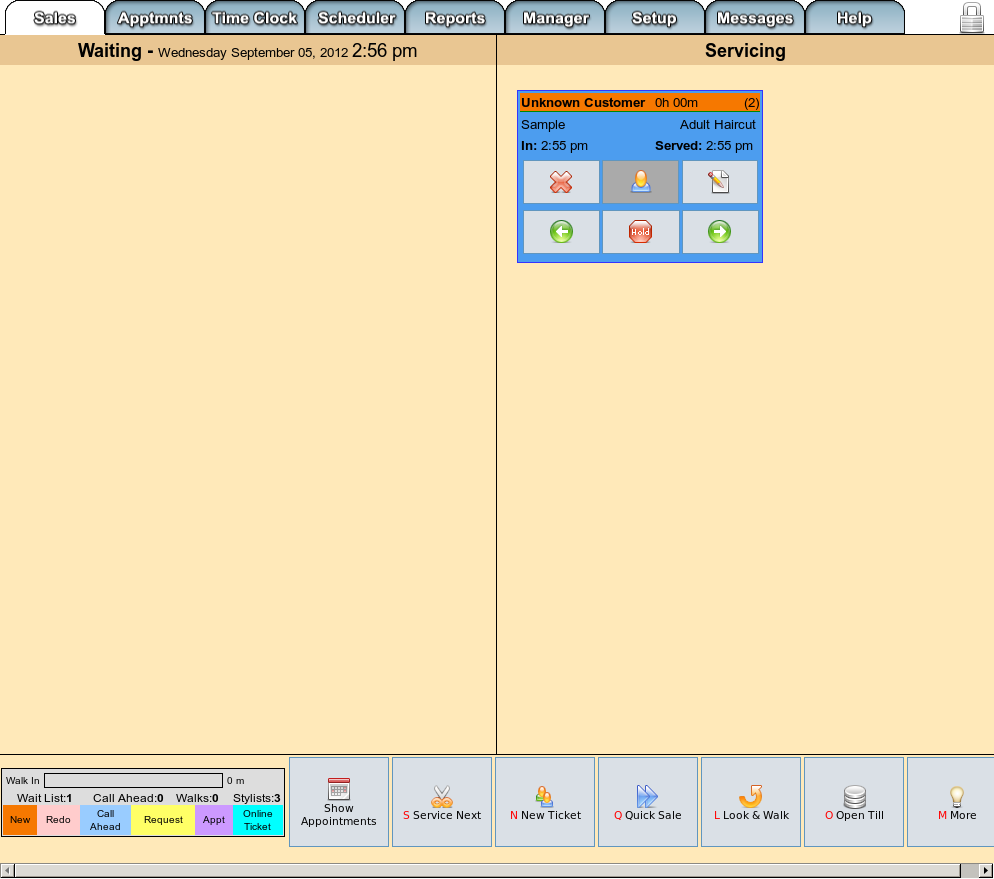 Sales Apptmnts Time Clock Scheduler Reports Manager Setup Messages Help
Waiting - Wednesday September 05, 2012 2:56 pm
Servicing
Unknown Customer 0h 00m (2)
Sample Adult Haircut
In: 2:55 pm Served: 2:55 pm
Hold
Walk In 0 m
Wait List:1 Call Ahead:0 Walks:0 Stylists:3
New Redo Call Ahead Request Appt Online Ticket
Show
Appointments
S Service Next
N New Ticket
Q Quick Sale
L Look & Walk
O Open Till
M More